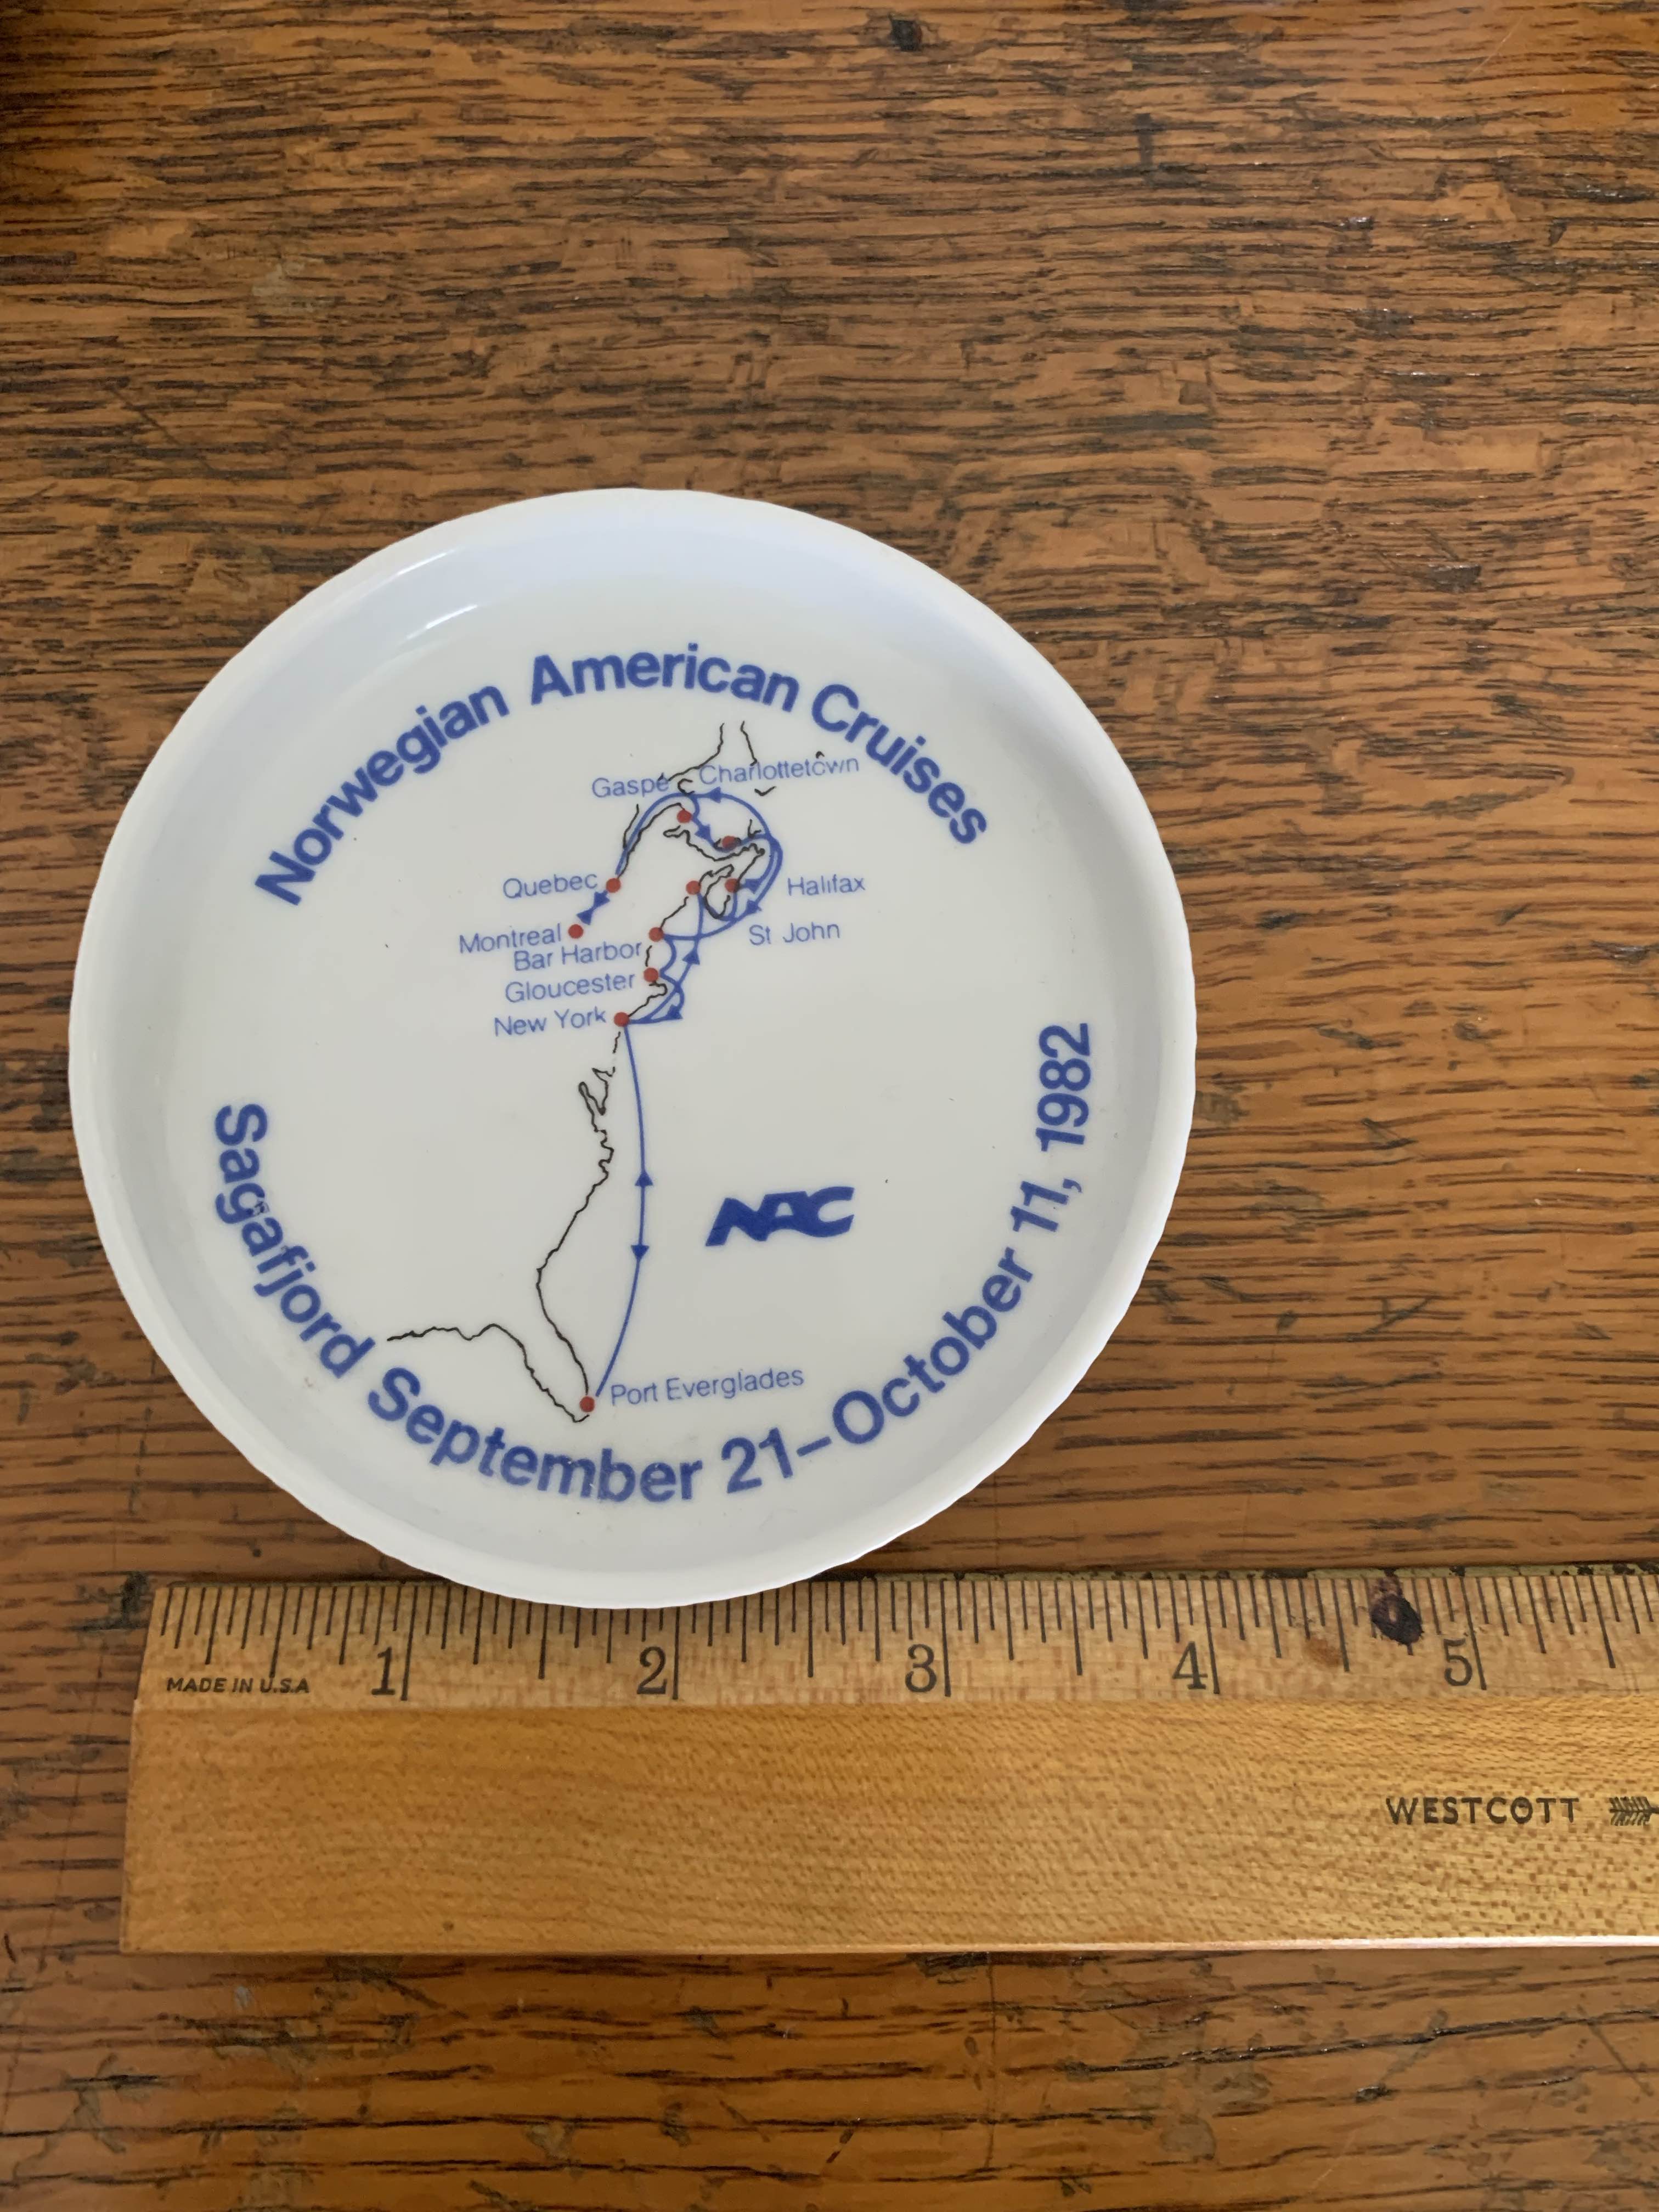 Norwegian American Cruises
Gaspé Charlottetown
Quebec
Halifax
Montreal
St John
Bar Harbor
Gloucester
New York
NAC
Port Everglades
Sagafjord September 21–October 11, 1982
1 2 3 4 5
MADE IN U.S.A
WESTCOTT